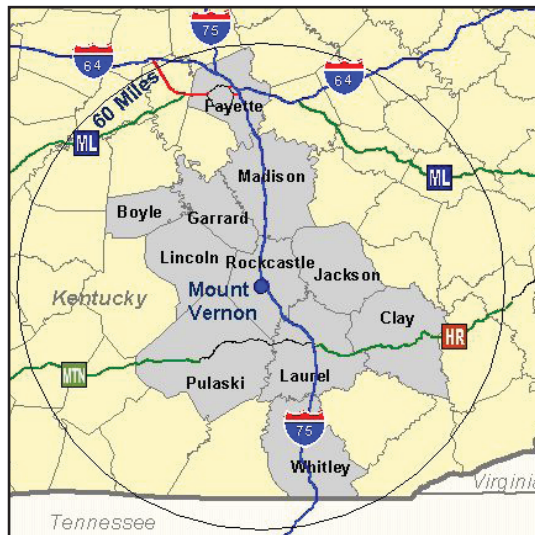 75
64
64
60 Miles
Fayette
ML
ML
Madison
Boyle
Garrard
Lincoln
Rockcastle
Jackson
Kentucky
Mount
Vernon
Clay
HR
MTN
Pulaski
Laurel
75
Whitley
Virginia
Tennessee